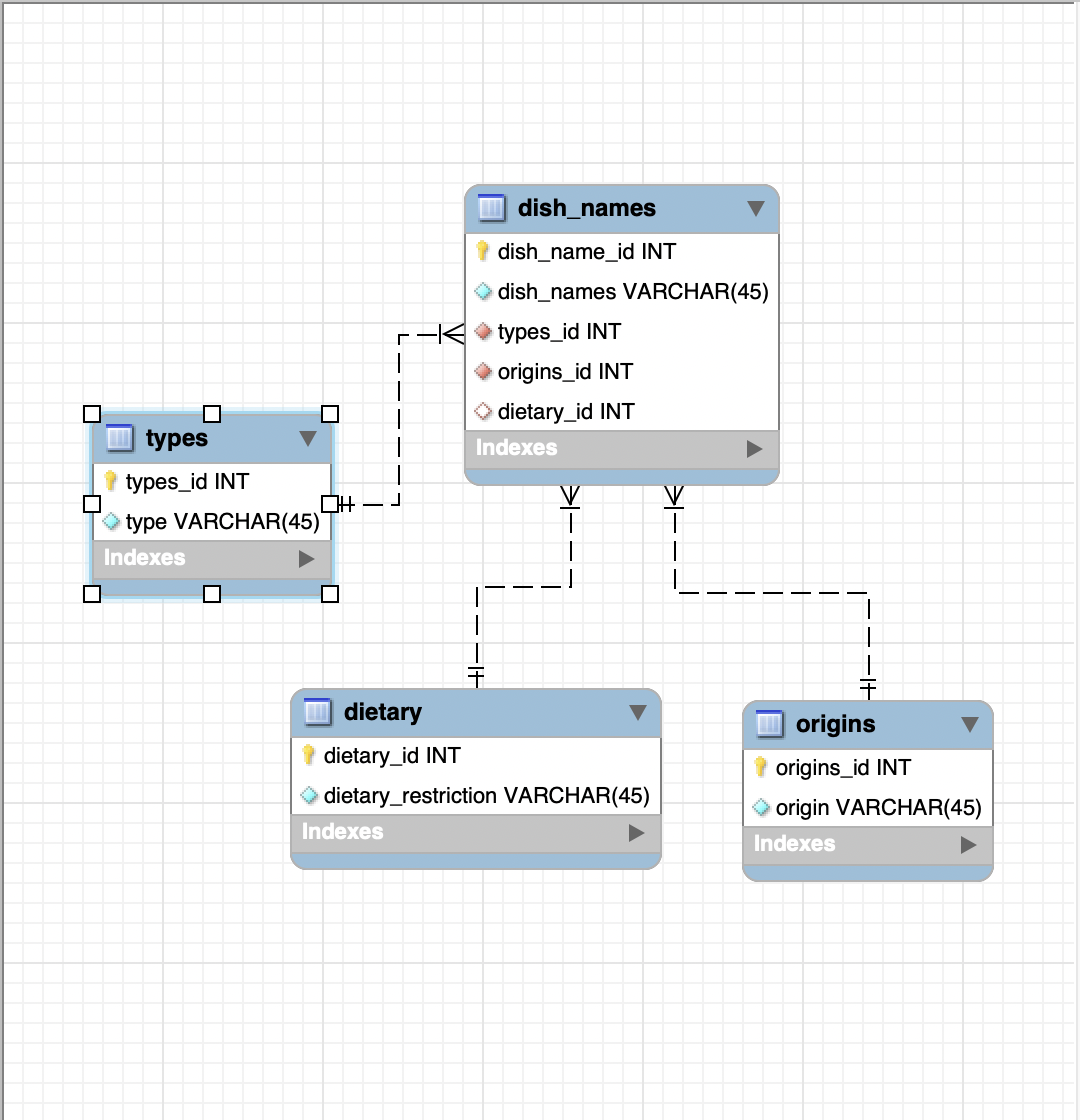 dish_names
dish_name_id INT
dish_names VARCHAR(45)
types_id INT
origins_id INT
dietary_id INT
Indexes
types
types_id INT
type VARCHAR(45)
Indexes
dietary
dietary_id INT
dietary_restriction VARCHAR(45)
Indexes
origins
origins_id INT
origin VARCHAR(45)
Indexes